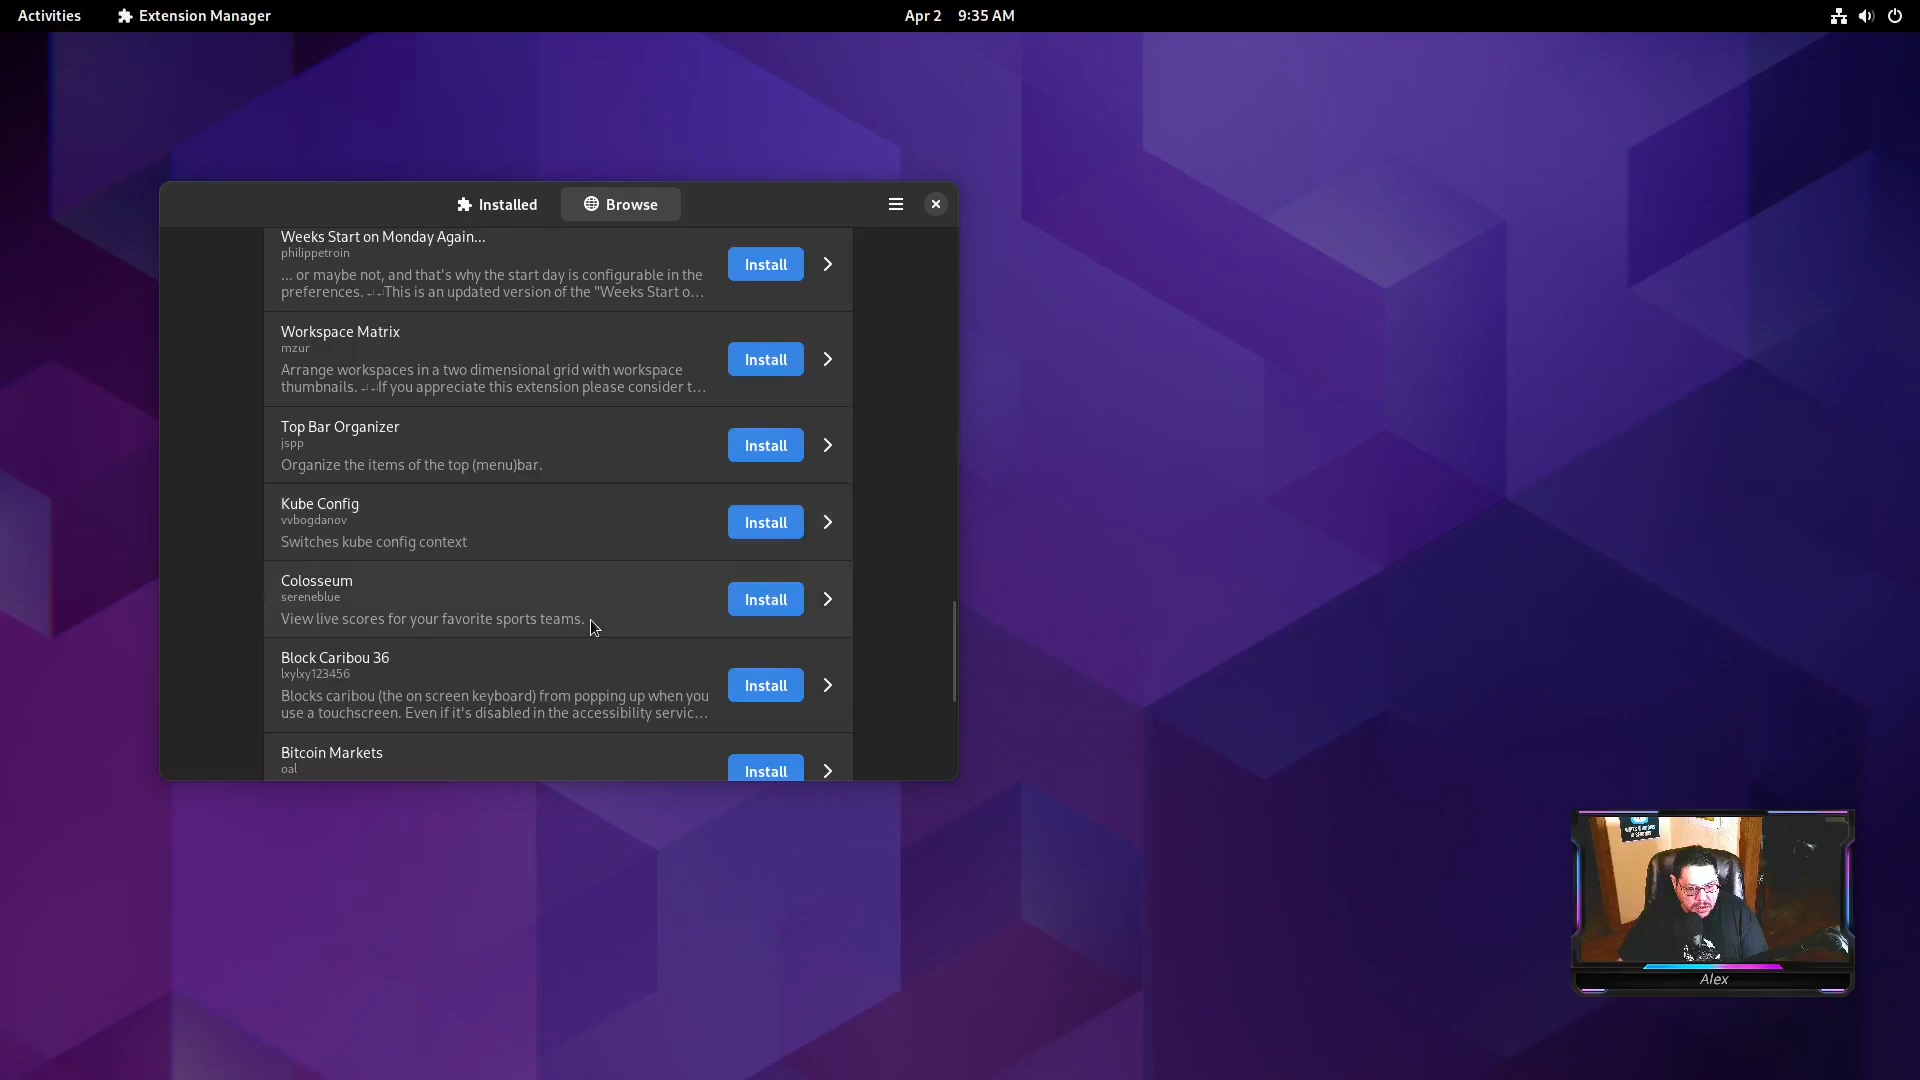 Activities
Extension Manager
Apr 2 9:35 AM
Installed
Browse
Weeks Start on Monday Again...
philippetroin
... or maybe not, and that's why the start day is configurable in the
preferences. ↵↵This is an updated version of the "Weeks Start o…
Install
Workspace Matrix
mzur
Arrange workspaces in a two dimensional grid with workspace
thumbnails. ↵↵If you appreciate this extension please consider t…
Install
Top Bar Organizer
jspp
Organize the items of the top (menu)bar.
Install
Kube Config
vvbogdanov
Switches kube config context
Install
Colosseum
sereneblue
View live scores for your favorite sports teams.
Install
Block Caribou 36
lxylxy123456
Blocks caribou (the on screen keyboard) from popping up when you
use a touchscreen. Even if it's disabled in the accessibility servic…
Install
Bitcoin Markets
oal
Install
Alex